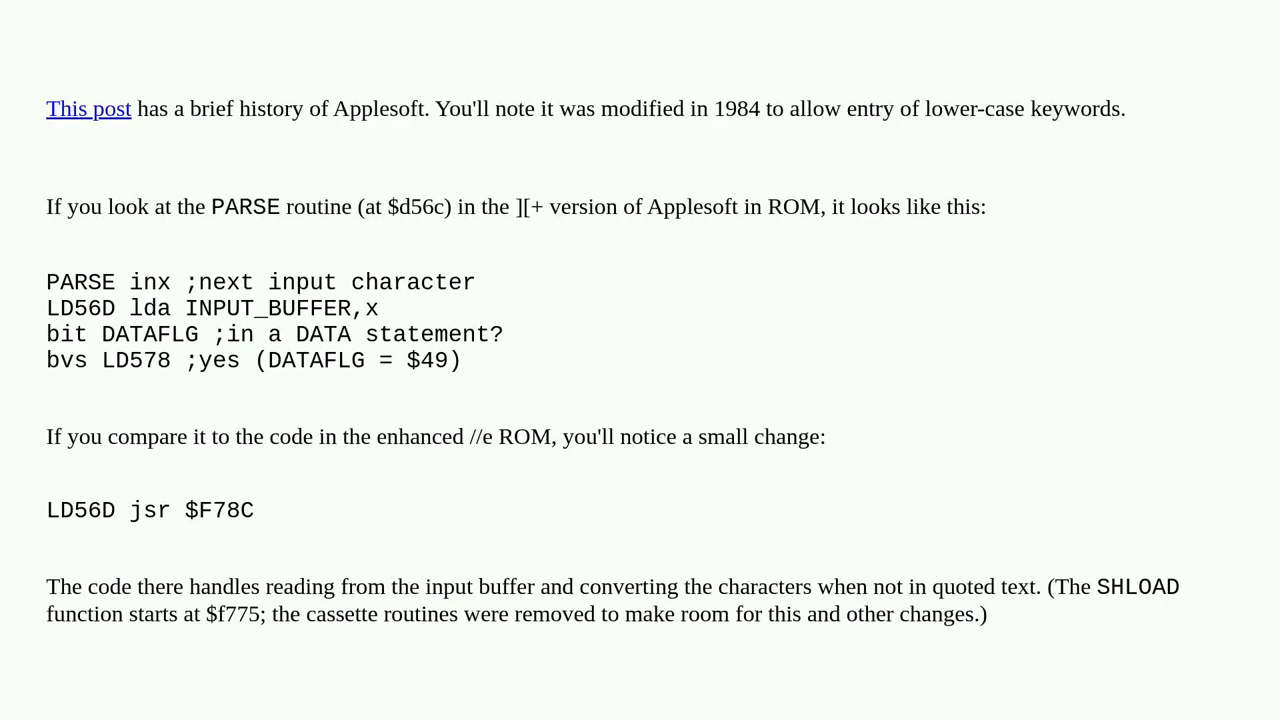 This post has a brief history of Applesoft. You'll note it was modified in 1984 to allow entry of lower-case keywords.
If you look at the PARSE routine (at $d56c) in the ][+ version of Applesoft in ROM, it looks like this:
PARSE inx ;next input character
LD56D lda INPUT_BUFFER,x
bit DATAFLG ;in a DATA statement?
bvs LD578 ;yes (DATAFLG = $49)
If you compare it to the code in the enhanced //e ROM, you'll notice a small change:
LD56D jsr $F78C
The code there handles reading from the input buffer and converting the characters when not in quoted text. (The SHLOAD
function starts at $f775; the cassette routines were removed to make room for this and other changes.)